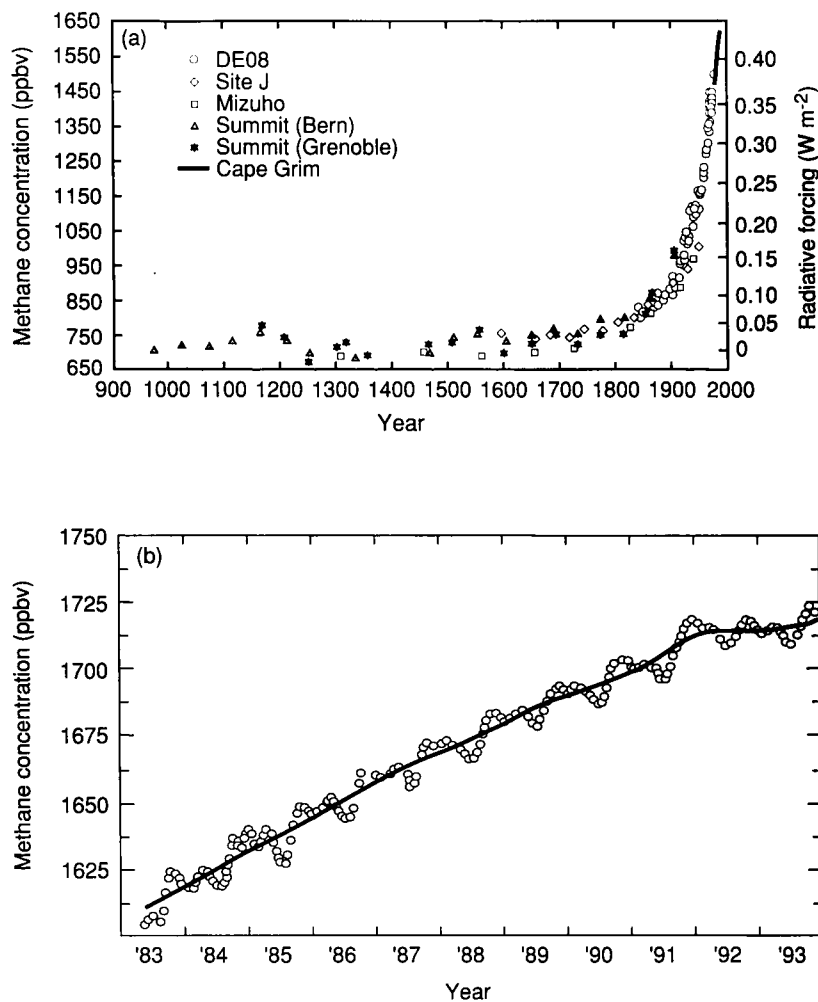 (a)
Methane concentration (ppbv)
1650
1550
1450
1350
1250
1150
1050
950
850
750
650
DE08
Site J
Mizuho
Summit (Bern)
Summit (Grenoble)
Cape Grim
0.40
0.35
0.30
0.25
0.20
0.15
0.10
0.05
0
Radiative forcing (W m-2)
900 1000 1100 1200 1300 1400 1500 1600 1700 1800 1900 2000
Year
(b)
Methane concentration (ppbv)
1750
1725
1700
1675
1650
1625
'83 '84 '85 '86 '87 '88 '89 '90 '91 '92 '93
Year